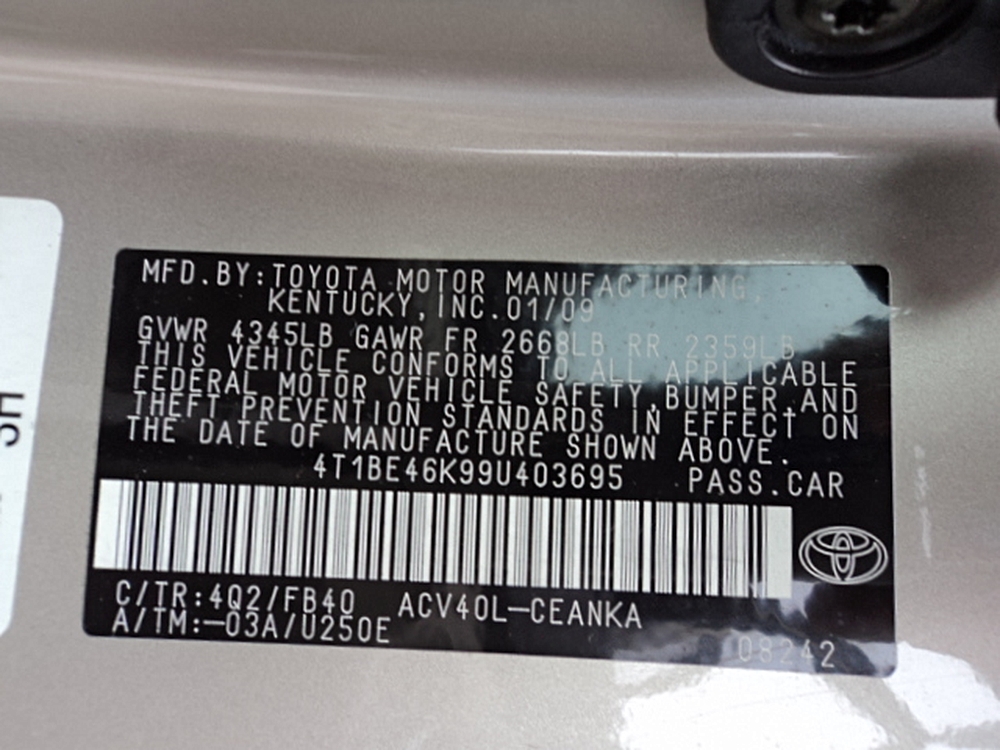 MFD.BY:TOYOTA MOTOR MANUFACTURING,
KENTUCKY, INC. 01/09
GVWR 4345LB GAWR FR 2668LB RR 2359LB
THIS VEHICLE CONFORMS TO ALL APPLICABLE
FEDERAL MOTOR VEHICLE SAFETY, BUMPER, AND
THEFT PREVENTION STANDARDS IN EFFECT ON
THE DATE OF MANUFACTURE SHOWN ABOVE.
4T1BE46K99U403695 PASS.CAR
C/TR:4Q2/FB40 ACV40L-CEANKA
A/TM:-03A/U250E
08242